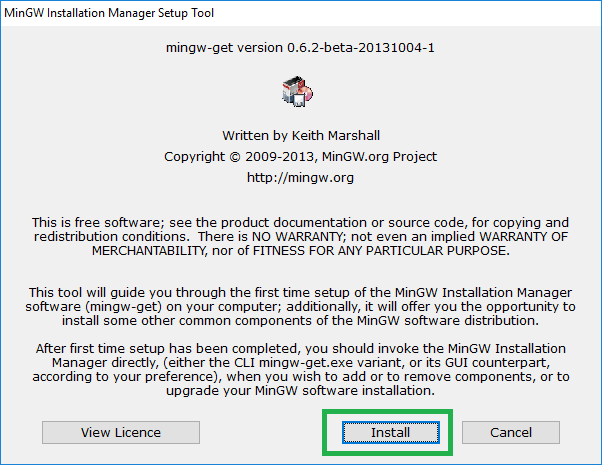 MinGW Installation Manager Setup Tool
mingw-get version 0.6.2-beta-20131004-1
Written by Keith Marshall
Copyright © 2009-2013, MinGW.org Project
http://mingw.org
This is free software; see the product documentation or source code, for copying and
redistribution conditions.  There is NO WARRANTY; not even an implied WARRANTY OF
MERCHANTABILITY, nor of FITNESS FOR ANY PARTICULAR PURPOSE.
This tool will guide you through the first time setup of the MinGW Installation Manager
software (mingw-get) on your computer; additionally, it will offer you the opportunity to
install some other common components of the MinGW software distribution.
After first time setup has been completed, you should invoke the MinGW Installation
Manager directly, (either the CLI mingw-get.exe variant, or its GUI counterpart,
according to your preference), when you wish to add or to remove components, or to
upgrade your MinGW software installation.
View Licence
Install
Cancel